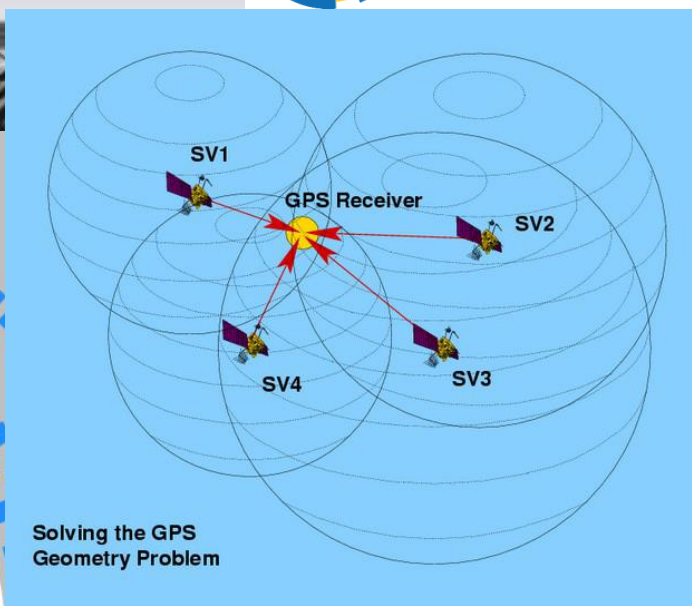 SV1
GPS Receiver
SV2
SV4
SV3
Solving the GPS
Geometry Problem